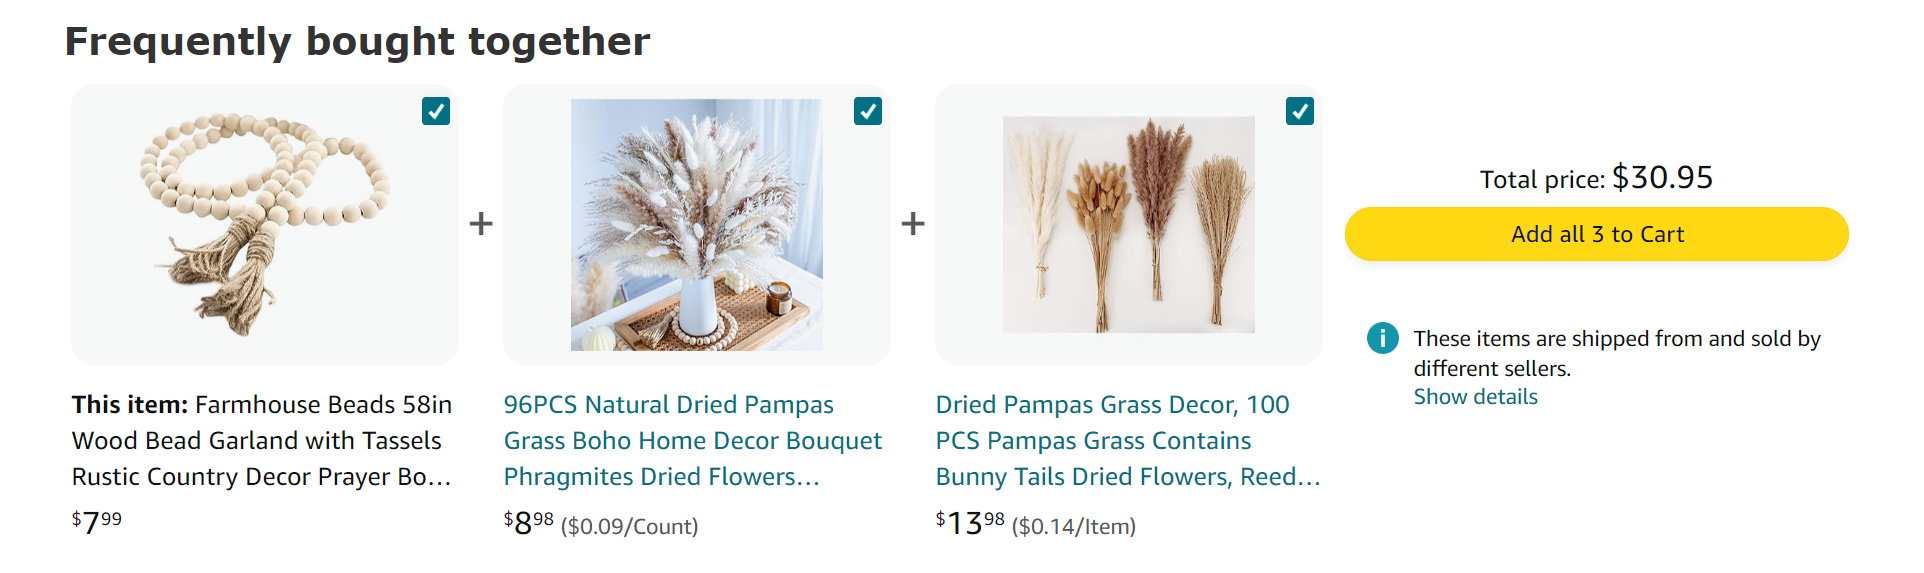 Frequently bought together
This item: Farmhouse Beads 58in
Wood Bead Garland with Tassels
Rustic Country Decor Prayer Bo...
$7.99
+
96PCS Natural Dried Pampas
Grass Boho Home Decor Bouquet
Phragmites Dried Flowers...
$8.98 ($0.09/Count)
+
Dried Pampas Grass Decor, 100
PCS Pampas Grass Contains
Bunny Tails Dried Flowers, Reed...
$13.98 ($0.14/Item)
Total price: $30.95
Add all 3 to Cart
i
These items are shipped from and sold by
different sellers.
Show details